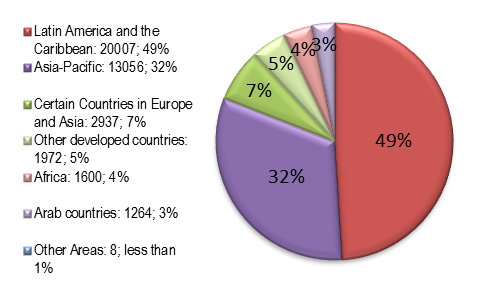 Latin America and the
Caribbean: 20007; 49%
Asia-Pacific: 13056; 32%
Certain Countries in Europe
and Asia: 2937; 7%
Other developed countries:
1972; 5%
Africa: 1600; 4%
Arab countries: 1264; 3%
Other Areas: 8; less than
1%
49%
32%
7%
5%
4%
3%